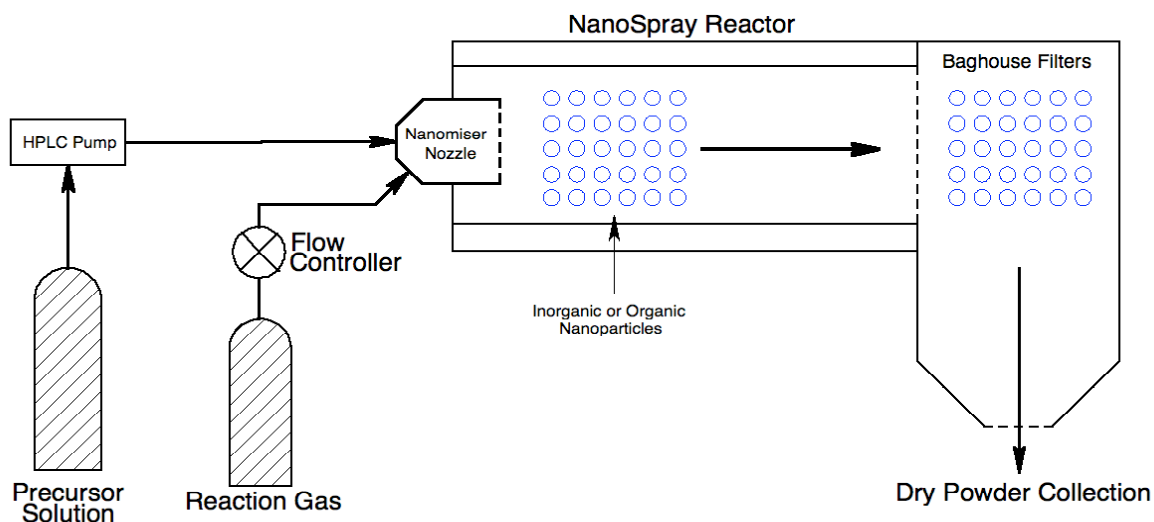 NanoSpray Reactor
Baghouse Filters
HPLC Pump
Nanomiser
Nozzle
Flow
Controller
Inorganic or Organic
Nanoparticles
Precursor
Solution
Reaction Gas
Dry Powder Collection